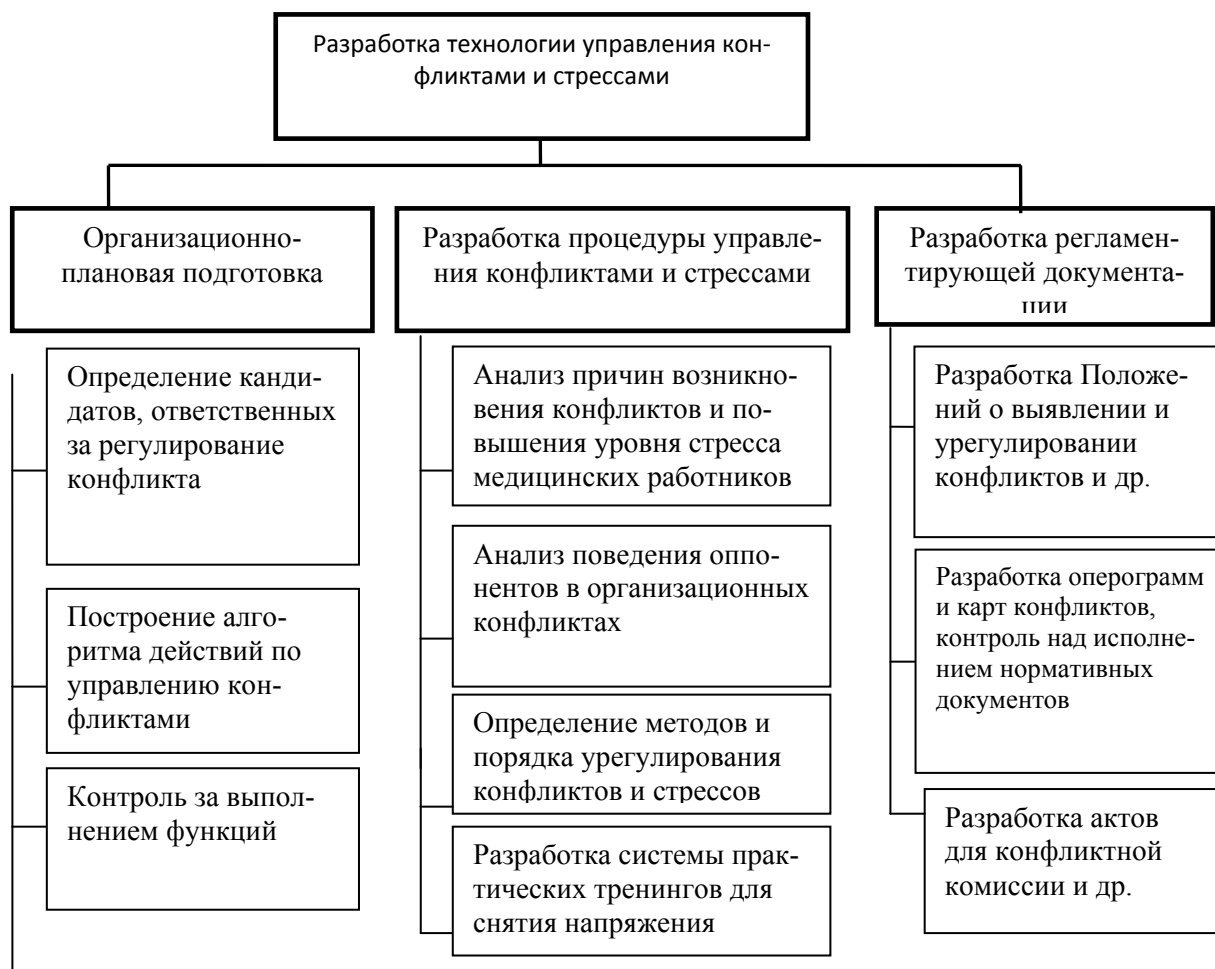 Разработка технологии управления кон-
фликтами и стрессами
Организационно-
плановая подготовка
Разработка процедуры управле-
ния конфликтами и стрессами
Разработка регламен-
тирующей документа-
ции
Определение канди-
датов, ответственных
за регулирование
конфликта
Построение алго-
ритма действий по
управлению кон-
фликтами
Контроль за выпол-
нением функций
Анализ причин возникно-
вения конфликтов и по-
вышения уровня стресса
медицинских работников
Анализ поведения оппо-
нентов в организационных
конфликтах
Определение методов и
порядка урегулирования
конфликтов и стрессов
Разработка системы прак-
тических тренингов для
снятия напряжения
Разработка Положе-
ний о выявлении и
урегулировании
конфликтов и др.
Разработка оперограмм
и карт конфликтов,
контроль над исполне-
нием нормативных
документов
Разработка актов
для конфликтной
комиссии и др.